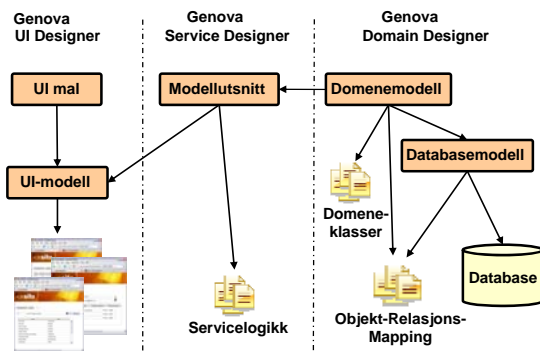 Genova
UI Designer
Genova
Service Designer
Genova
Domain Designer
UI mal
Modellutsnitt
Domenemodell
Databasemodell
UI-modell
Domene-
klasser
Database
Servicelogikk
Objekt-Relasjons-
Mapping